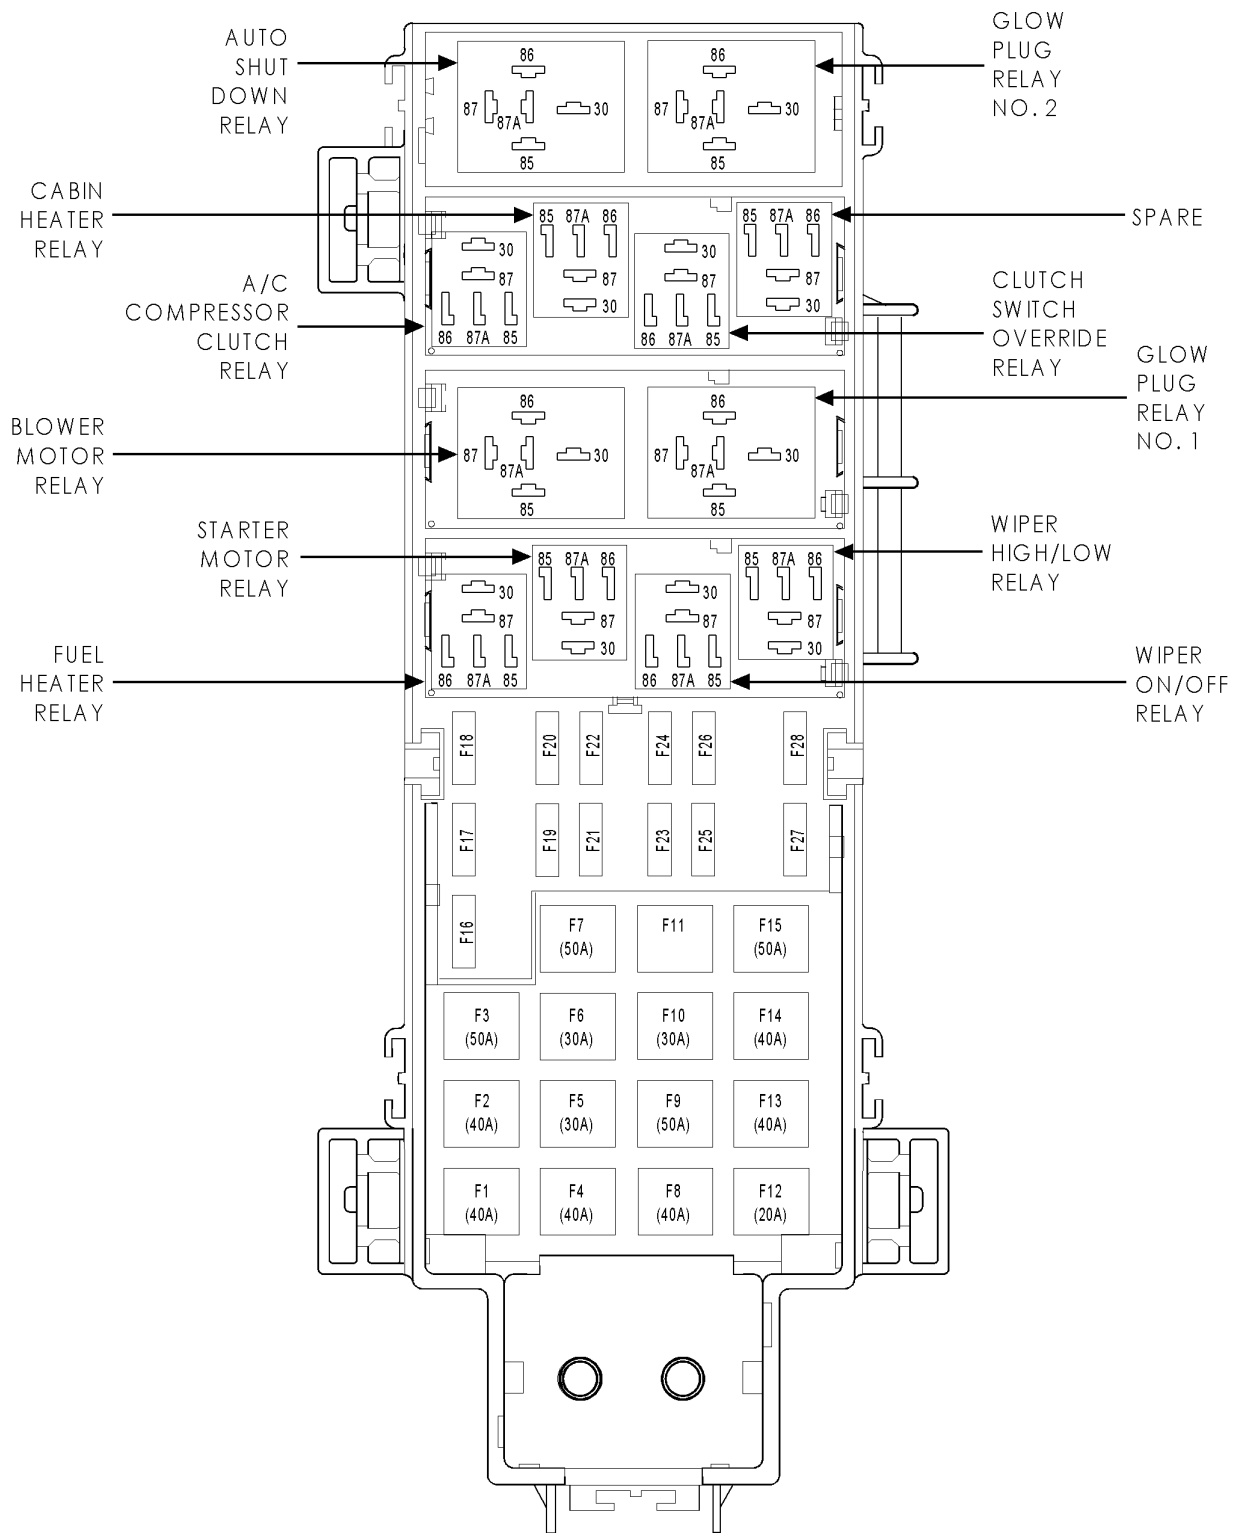 AUTO
SHUT
DOWN
RELAY
GLOW
PLUG
RELAY
NO. 2
86
87
87A
30
85
86
87
87A
30
85
CABIN
HEATER
RELAY
SPARE
85 87A 86
87
30
85 87A 86
87
30
A/C
COMPRESSOR
CLUTCH
RELAY
30
87
86 87A 85
30
87
86 87A 85
CLUTCH
SWITCH
OVERRIDE
RELAY
GLOW
PLUG
RELAY
NO. 1
BLOWER
MOTOR
RELAY
86
87
87A
30
85
86
87
87A
30
85
STARTER
MOTOR
RELAY
WIPER
HIGH/LOW
RELAY
85 87A 86
87
30
85 87A 86
87
30
FUEL
HEATER
RELAY
30
87
86 87A 85
30
87
86 87A 85
WIPER
ON/OFF
RELAY
F18 F20 F22 F24 F26 F28
F17 F19 F21 F23 F25 F27
F16
F7 F11 F15
(50A) (50A)
F3 F6 F10 F14
(50A) (30A) (30A) (40A)
F2 F5 F9 F13
(40A) (30A) (50A) (40A)
F1 F4 F8 F12
(40A) (40A) (40A) (20A)